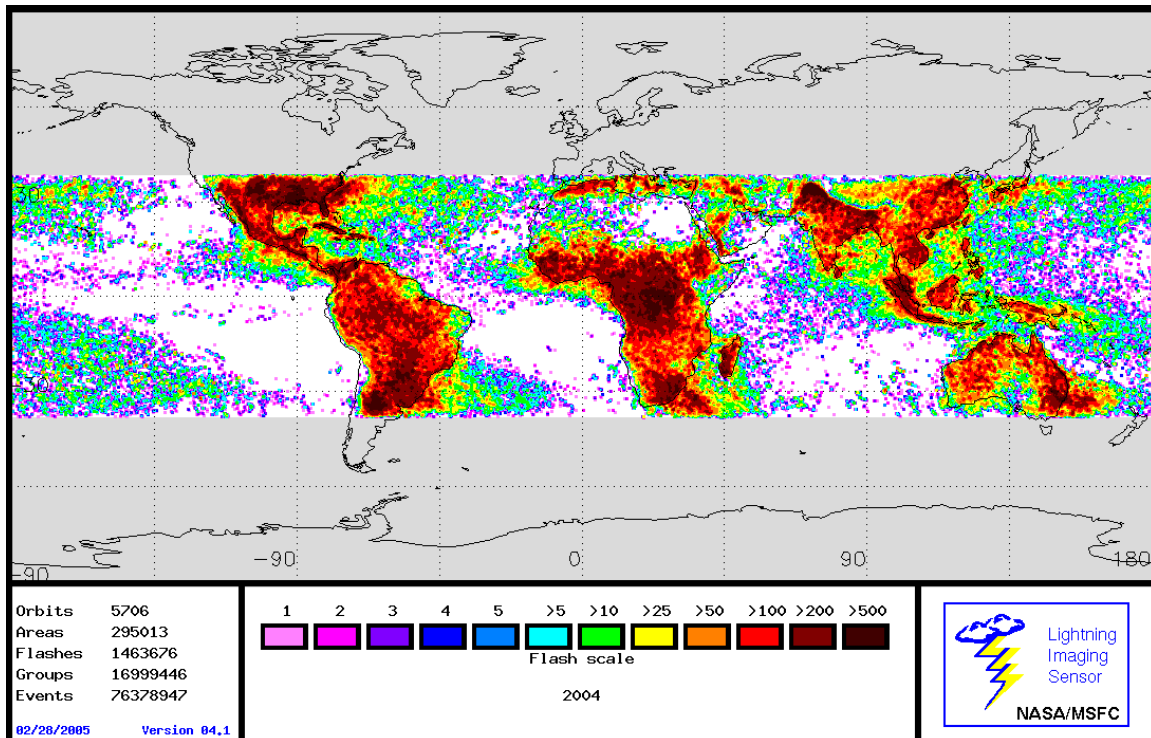 30
-30
-90
-90 0 90 180
Orbits 5706
Areas 295013
Flashes 1463676
Groups 16999446
Events 76378947
02/28/2005 Version 04.1
1 2 3 4 5 >5 >10 >25 >50 >100 >200 >500
Flash scale
2004
Lightning
Imaging
Sensor
NASA/MSFC